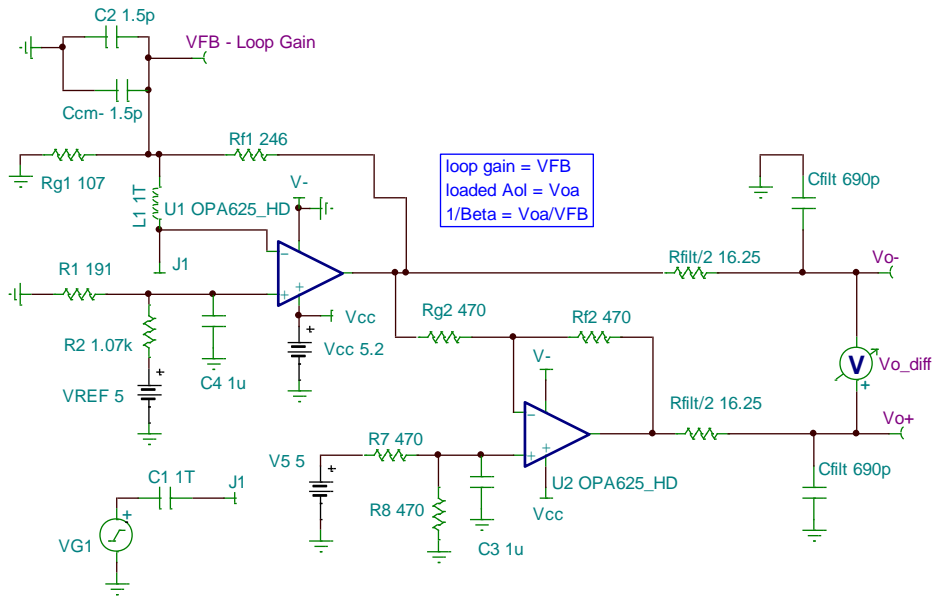 C2 1.5p
VFB - Loop Gain
Ccm- 1.5p
Rf1 246
Rg1 107
loop gain = VFB
loaded Aol = Voa
1/Beta = Voa/VFB
Cfilt 690p
L1 1T
V-
U1 OPA625_HD
J1
R1 191
Rfilt/2 16.25
Vo-
Vcc
Rg2 470
Rf2 470
R2 1.07k
Vcc 5.2
C4 1u
V-
V
Vo_diff
VREF 5
Rfilt/2 16.25
Vo+
R7 470
V5 5
U2 OPA625_HD
Cfilt 690p
C1 1T
J1
R8 470
Vcc
VG1
C3 1u